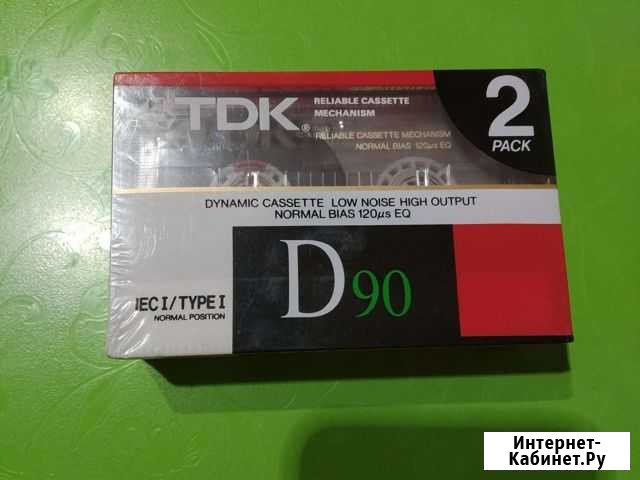 TDK®
RELIABLE CASSETTE
MECHANISM
RELIABLE CASSETTE MECHANISM
NORMAL BIAS 120µs EQ
2
PACK
DYNAMIC CASSETTE LOW NOISE HIGH OUTPUT
NORMAL BIAS 120µs EQ
IEC I/TYPE I
NORMAL POSITION
D90
Интернет-
Кабинет.Ру